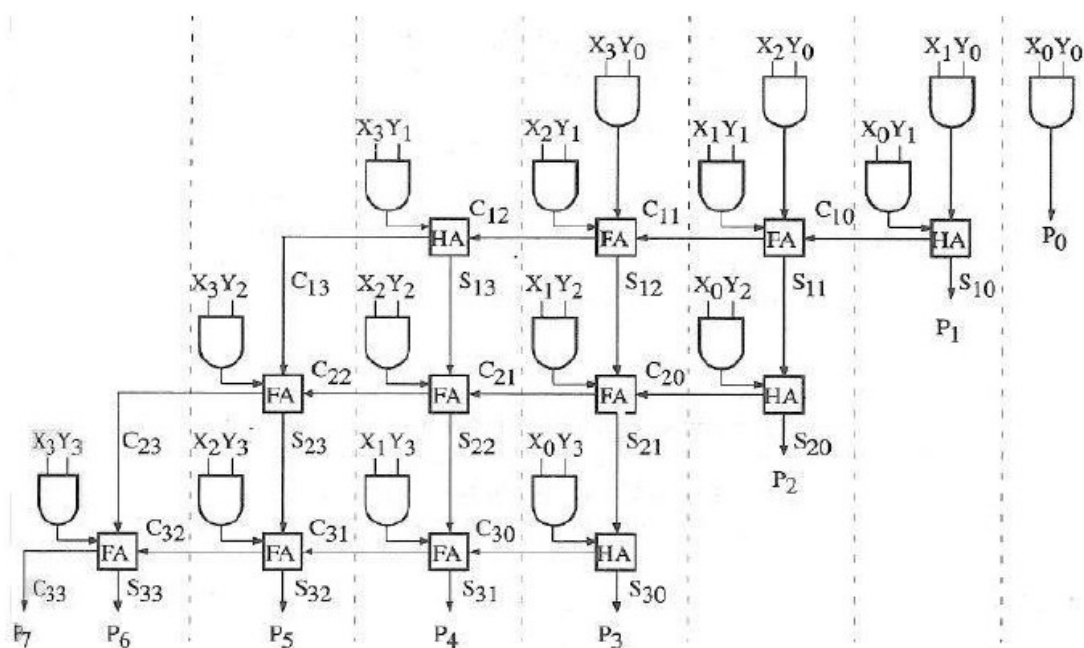 X3Y0 X2Y0 X1Y0 X0Y0
X3Y1 X2Y1 X1Y1 X0Y1
C12 C11 C10
HA FA FA HA P0
C13 S13 S12 S11 S10
X3Y2 X2Y2 X1Y2 X0Y2
P1
C22 C21 C20
FA FA FA HA
C23 S23 S22 S21 S20
X3Y3 X2Y3 X1Y3 X0Y3
P2
C32 C31 C30
FA FA FA HA
C33 S33 S32 S31 S30
P7 P6 P5 P4 P3